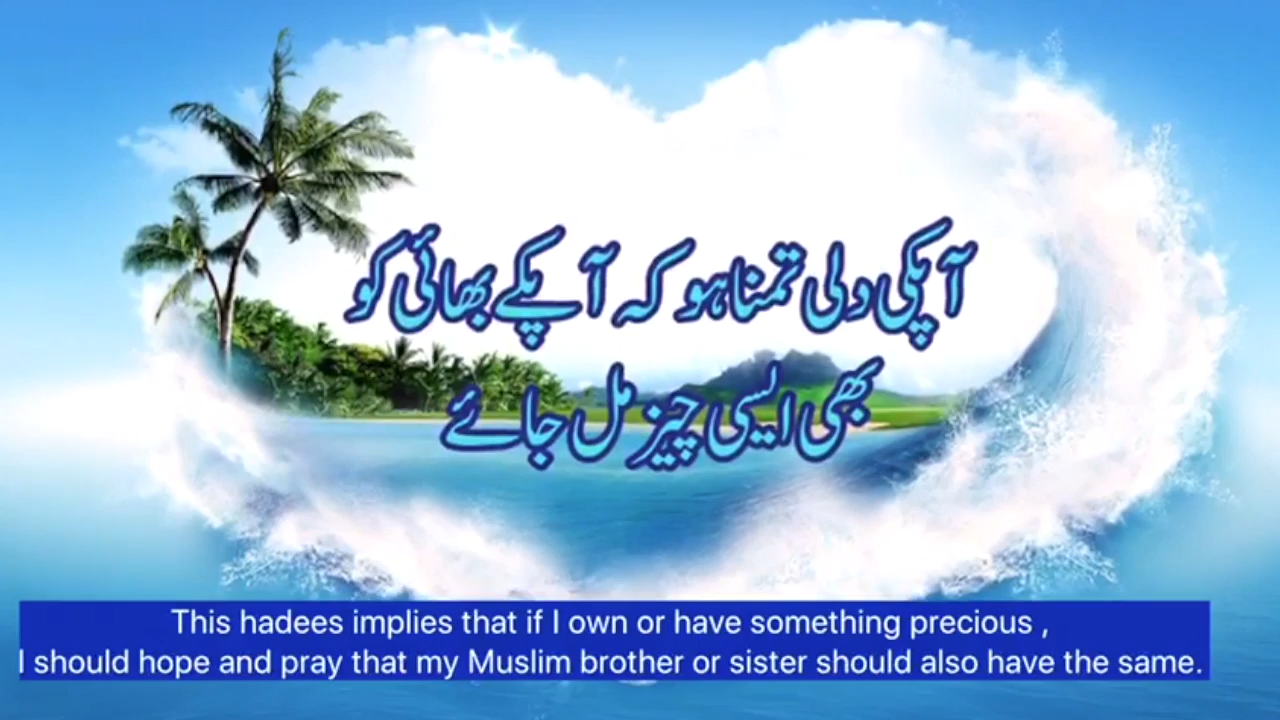 آپکی دلی تمنا ہو کہ آپکے بھائی کو
بھی ایسی چیز مل جائے
This hadees implies that if I own or have something precious ,
I should hope and pray that my Muslim brother or sister should also have the same.